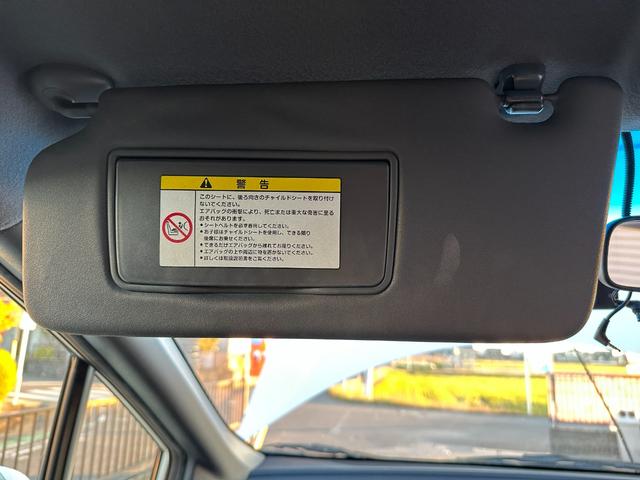 警告
このシートに、後ろ向きのチャイルドシートを取り付け
ないでください。
エアバッグの衝撃により、死亡または重大な傷害に至る
おそれがあります。
●シートベルトを必ず着用してください。
●お子様はチャイルドシートを使用し、できる限り
後席にお乗せください。
●できるだけエアバッグから離れてお座りください。
●エアバッグの上や周辺に物を置かないでください。
●詳しくは取扱説明書をご覧ください。